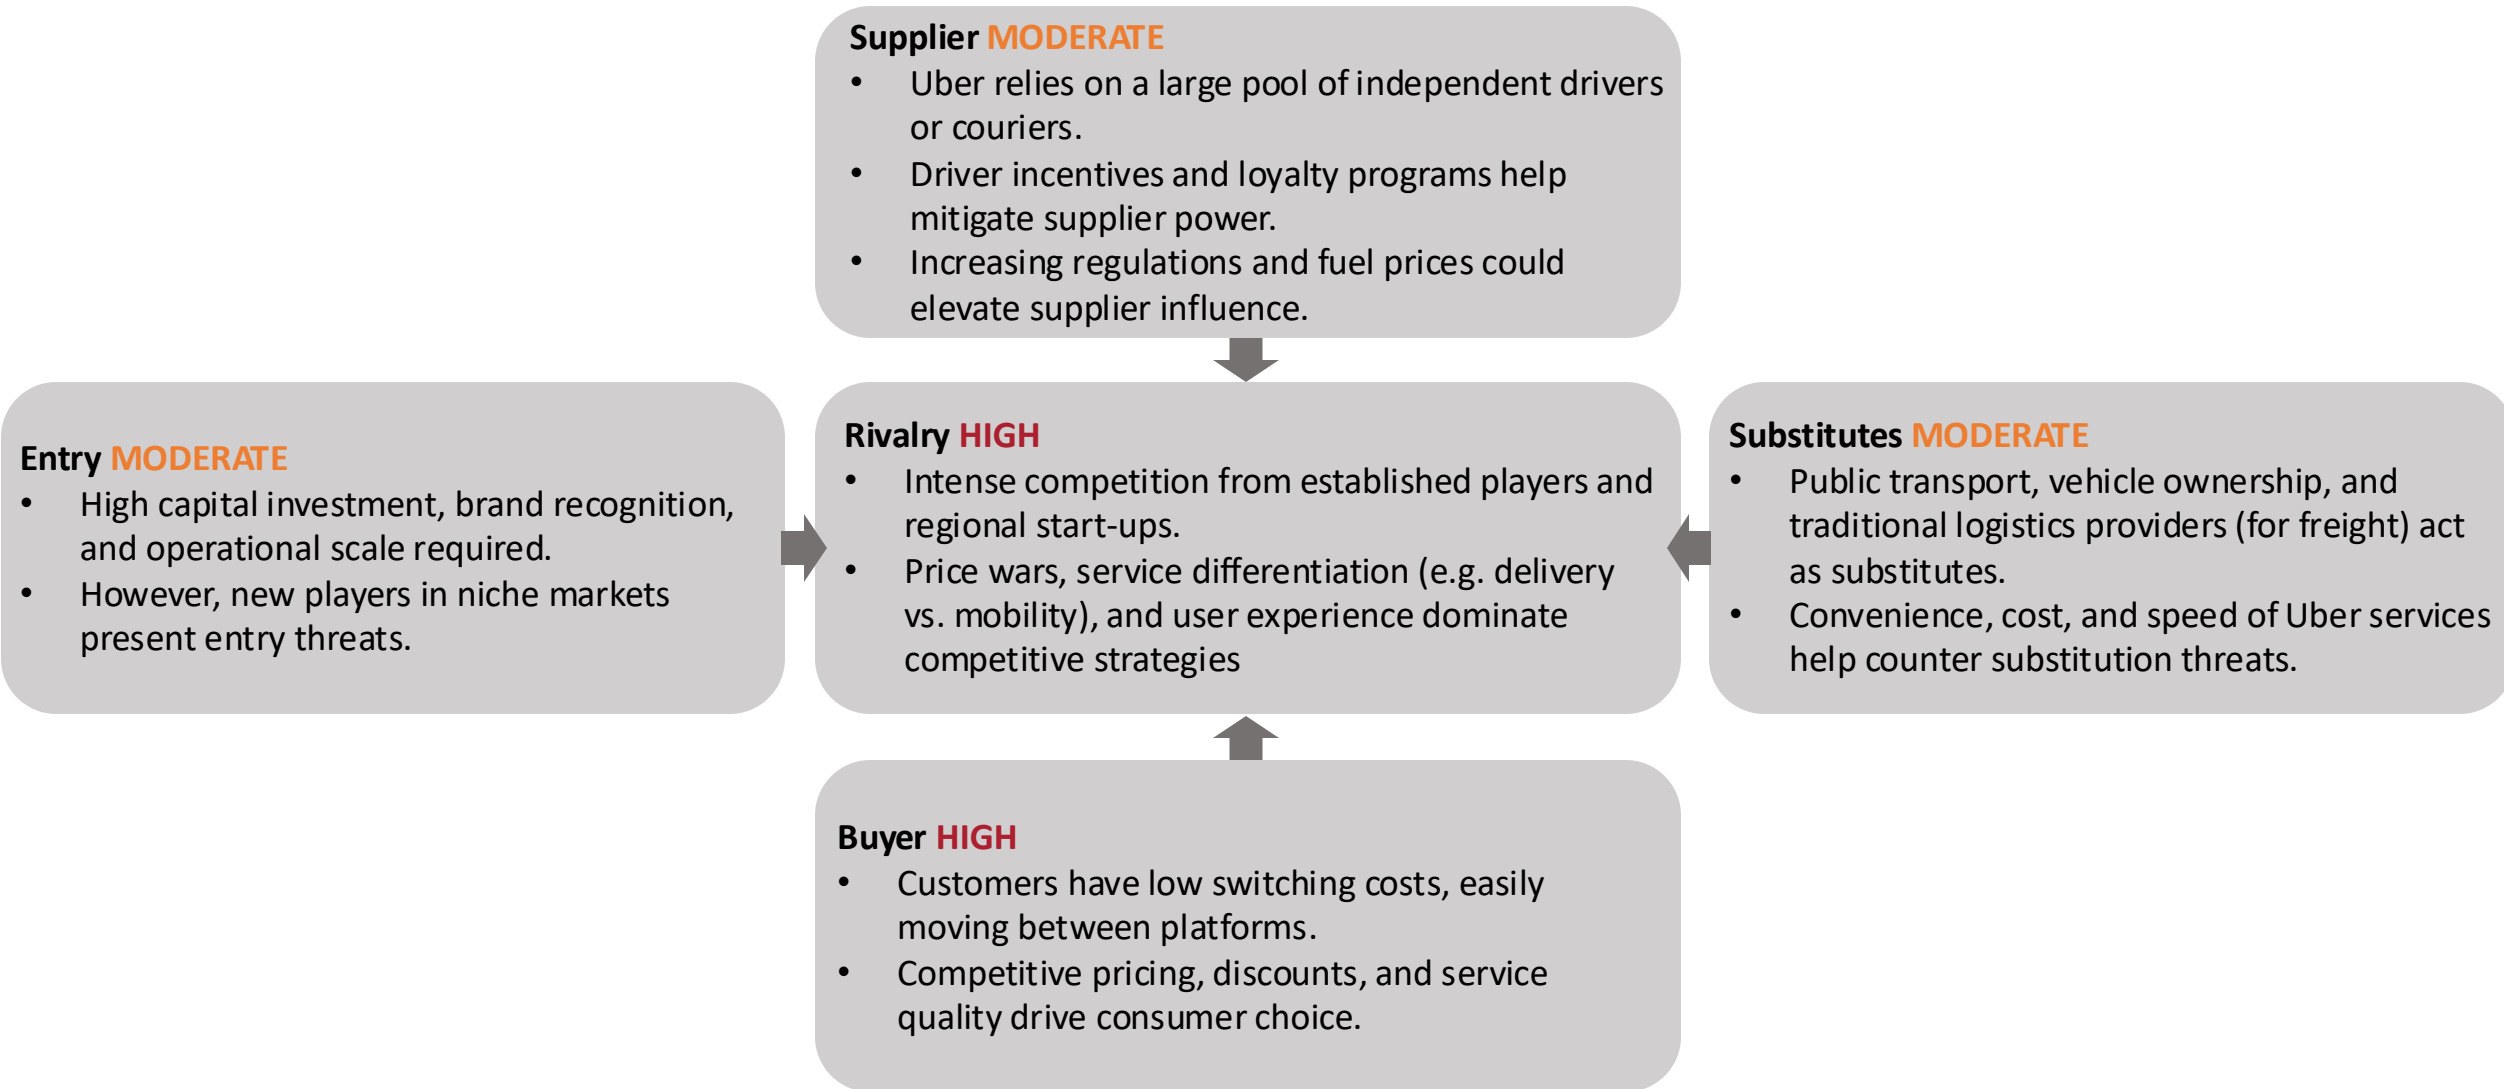 Supplier MODERATE
• Uber relies on a large pool of independent drivers
or couriers.
• Driver incentives and loyalty programs help
mitigate supplier power.
• Increasing regulations and fuel prices could
elevate supplier influence.
Entry MODERATE
• High capital investment, brand recognition,
and operational scale required.
• However, new players in niche markets
present entry threats.
Rivalry HIGH
• Intense competition from established players and
regional start-ups.
• Price wars, service differentiation (e.g. delivery
vs. mobility), and user experience dominate
competitive strategies
Substitutes MODERATE
• Public transport, vehicle ownership, and
traditional logistics providers (for freight) act
as substitutes.
• Convenience, cost, and speed of Uber services
help counter substitution threats.
Buyer HIGH
• Customers have low switching costs, easily
moving between platforms.
• Competitive pricing, discounts, and service
quality drive consumer choice.